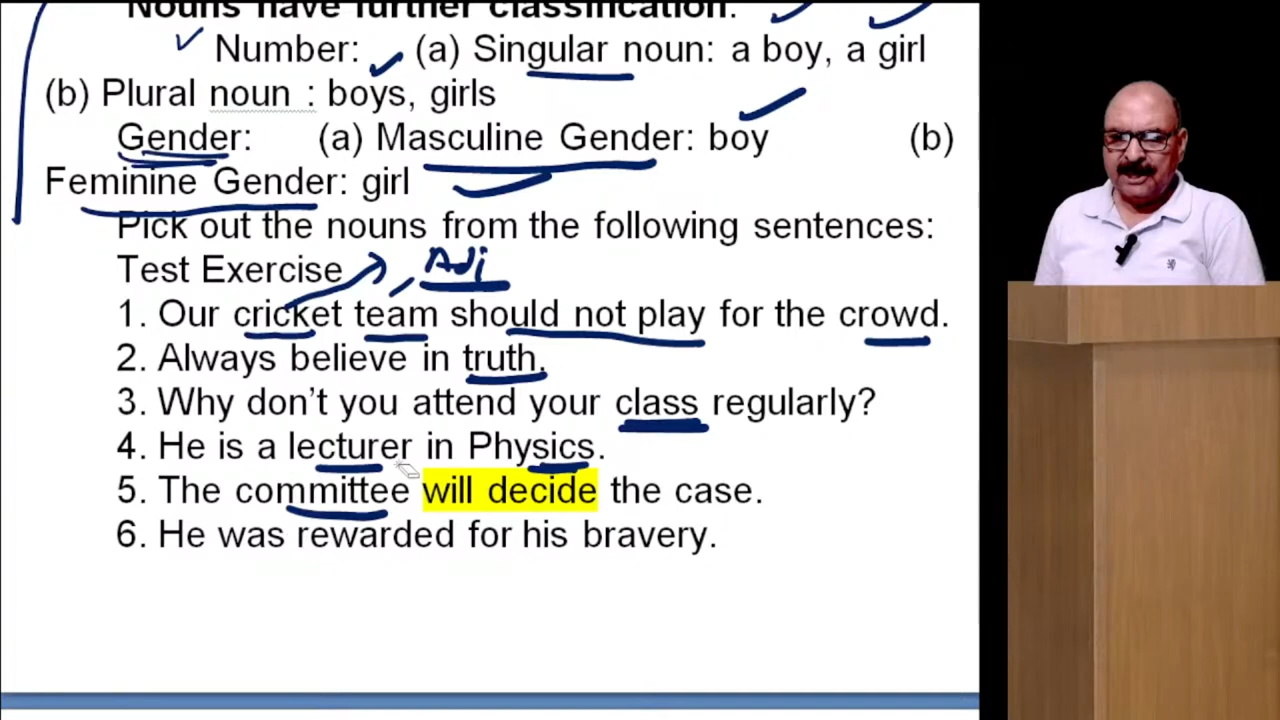 Nouns have further classification.
Number: (a) Singular noun: a boy, a girl
(b) Plural noun : boys, girls
Gender: (a) Masculine Gender: boy (b)
Feminine Gender: girl
Pick out the nouns from the following sentences:
Test Exercise Adj
1. Our cricket team should not play for the crowd.
2. Always believe in truth.
3. Why don’t you attend your class regularly?
4. He is a lecturer in Physics.
5. The committee will decide the case.
6. He was rewarded for his bravery.